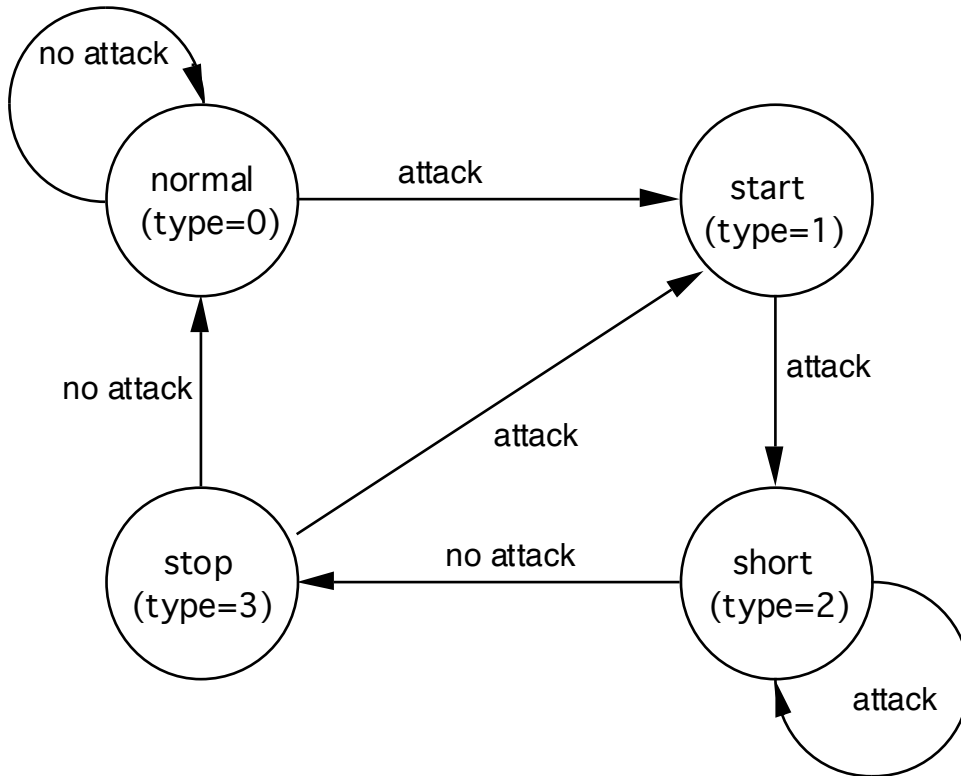 no attack
normal
(type=0)
attack
start
(type=1)
no attack
attack
attack
stop
(type=3)
no attack
short
(type=2)
attack